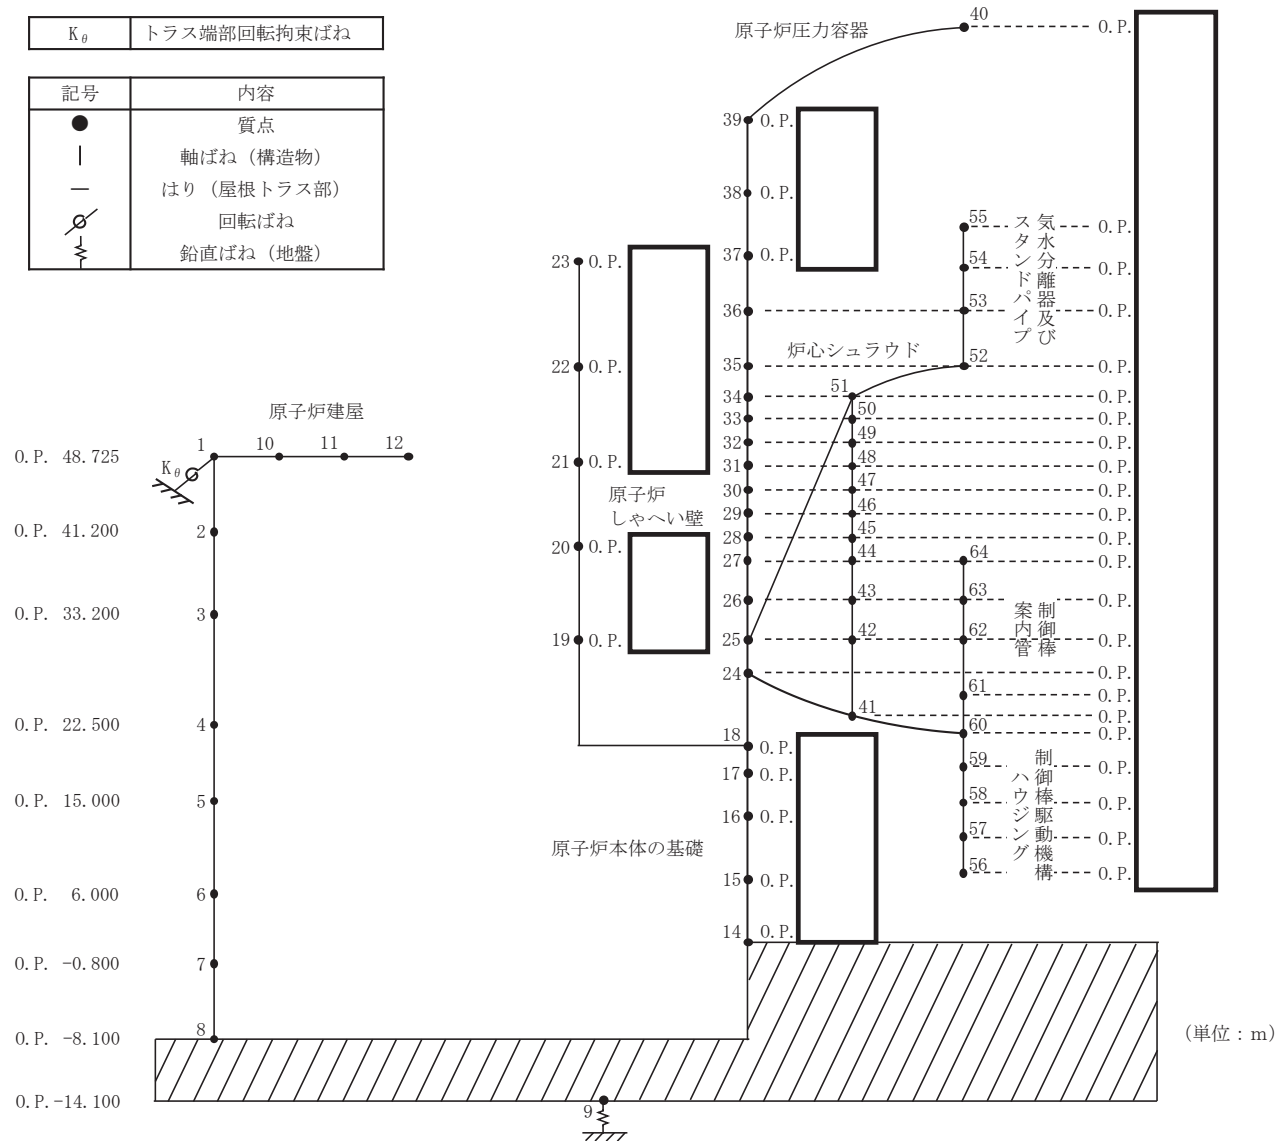 Kθ トラス端部回転拘束ばね
記号 内容
質点
軸ばね（構造物）
はり（屋根トラス部）
回転ばね
鉛直ばね（地盤）
原子炉建屋
1 10 11 12
Kθ
O.P. 48.725
O.P. 41.200 2
O.P. 33.200 3
O.P. 22.500 4
O.P. 15.000 5
O.P. 6.000 6
O.P. -0.800 7
O.P. -8.100 8
O.P.-14.100
9
23 O.P.
22 O.P.
21 O.P.
原子炉
しゃへい壁
20 O.P.
19 O.P.
原子炉圧力容器
40 O.P.
39 O.P.
38 O.P.
37 O.P.
36
35
34
33
32
31
30
29
28
27
26
25
24
18 O.P.
17 O.P.
16 O.P.
原子炉本体の基礎
15 O.P.
14 O.P.
炉心シュラウド
51
50
49
48
47
46
45
44
43
42
41
気水分離器及び
スタンドパイプ
55 O.P.
54 O.P.
53 O.P.
52 O.P.
O.P.
O.P.
O.P.
O.P.
O.P.
O.P.
O.P.
64 O.P.
制御棒
案内管
63 O.P.
62 O.P.
O.P.
61 O.P.
O.P.
60 O.P.
制御棒駆動機構
ハウジング
59 O.P.
58 O.P.
57 O.P.
56 O.P.
（単位：m）